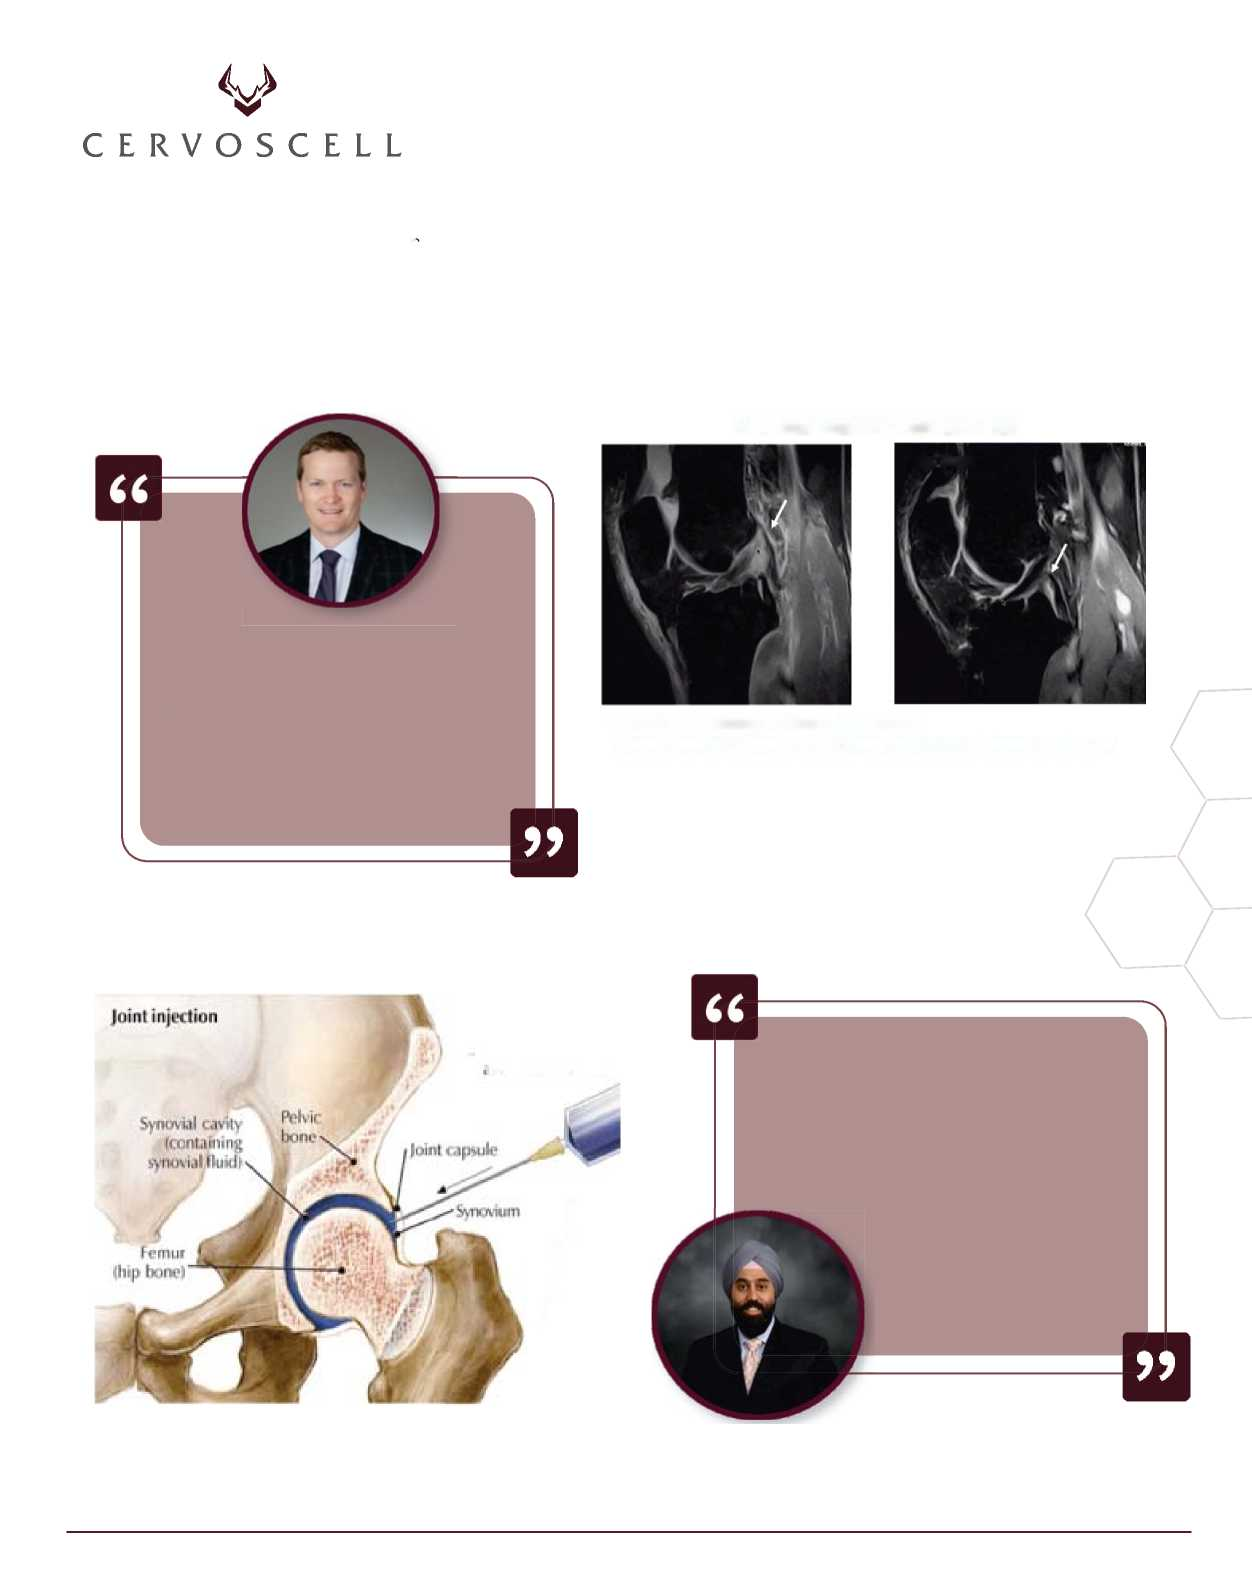 CERVOSCELL
“
”
Joint injection
Synovial cavity
(containing
synovial fluid)
Pelvic
bone
Joint capsule
Synovium
Femur
(hip bone)
“
”